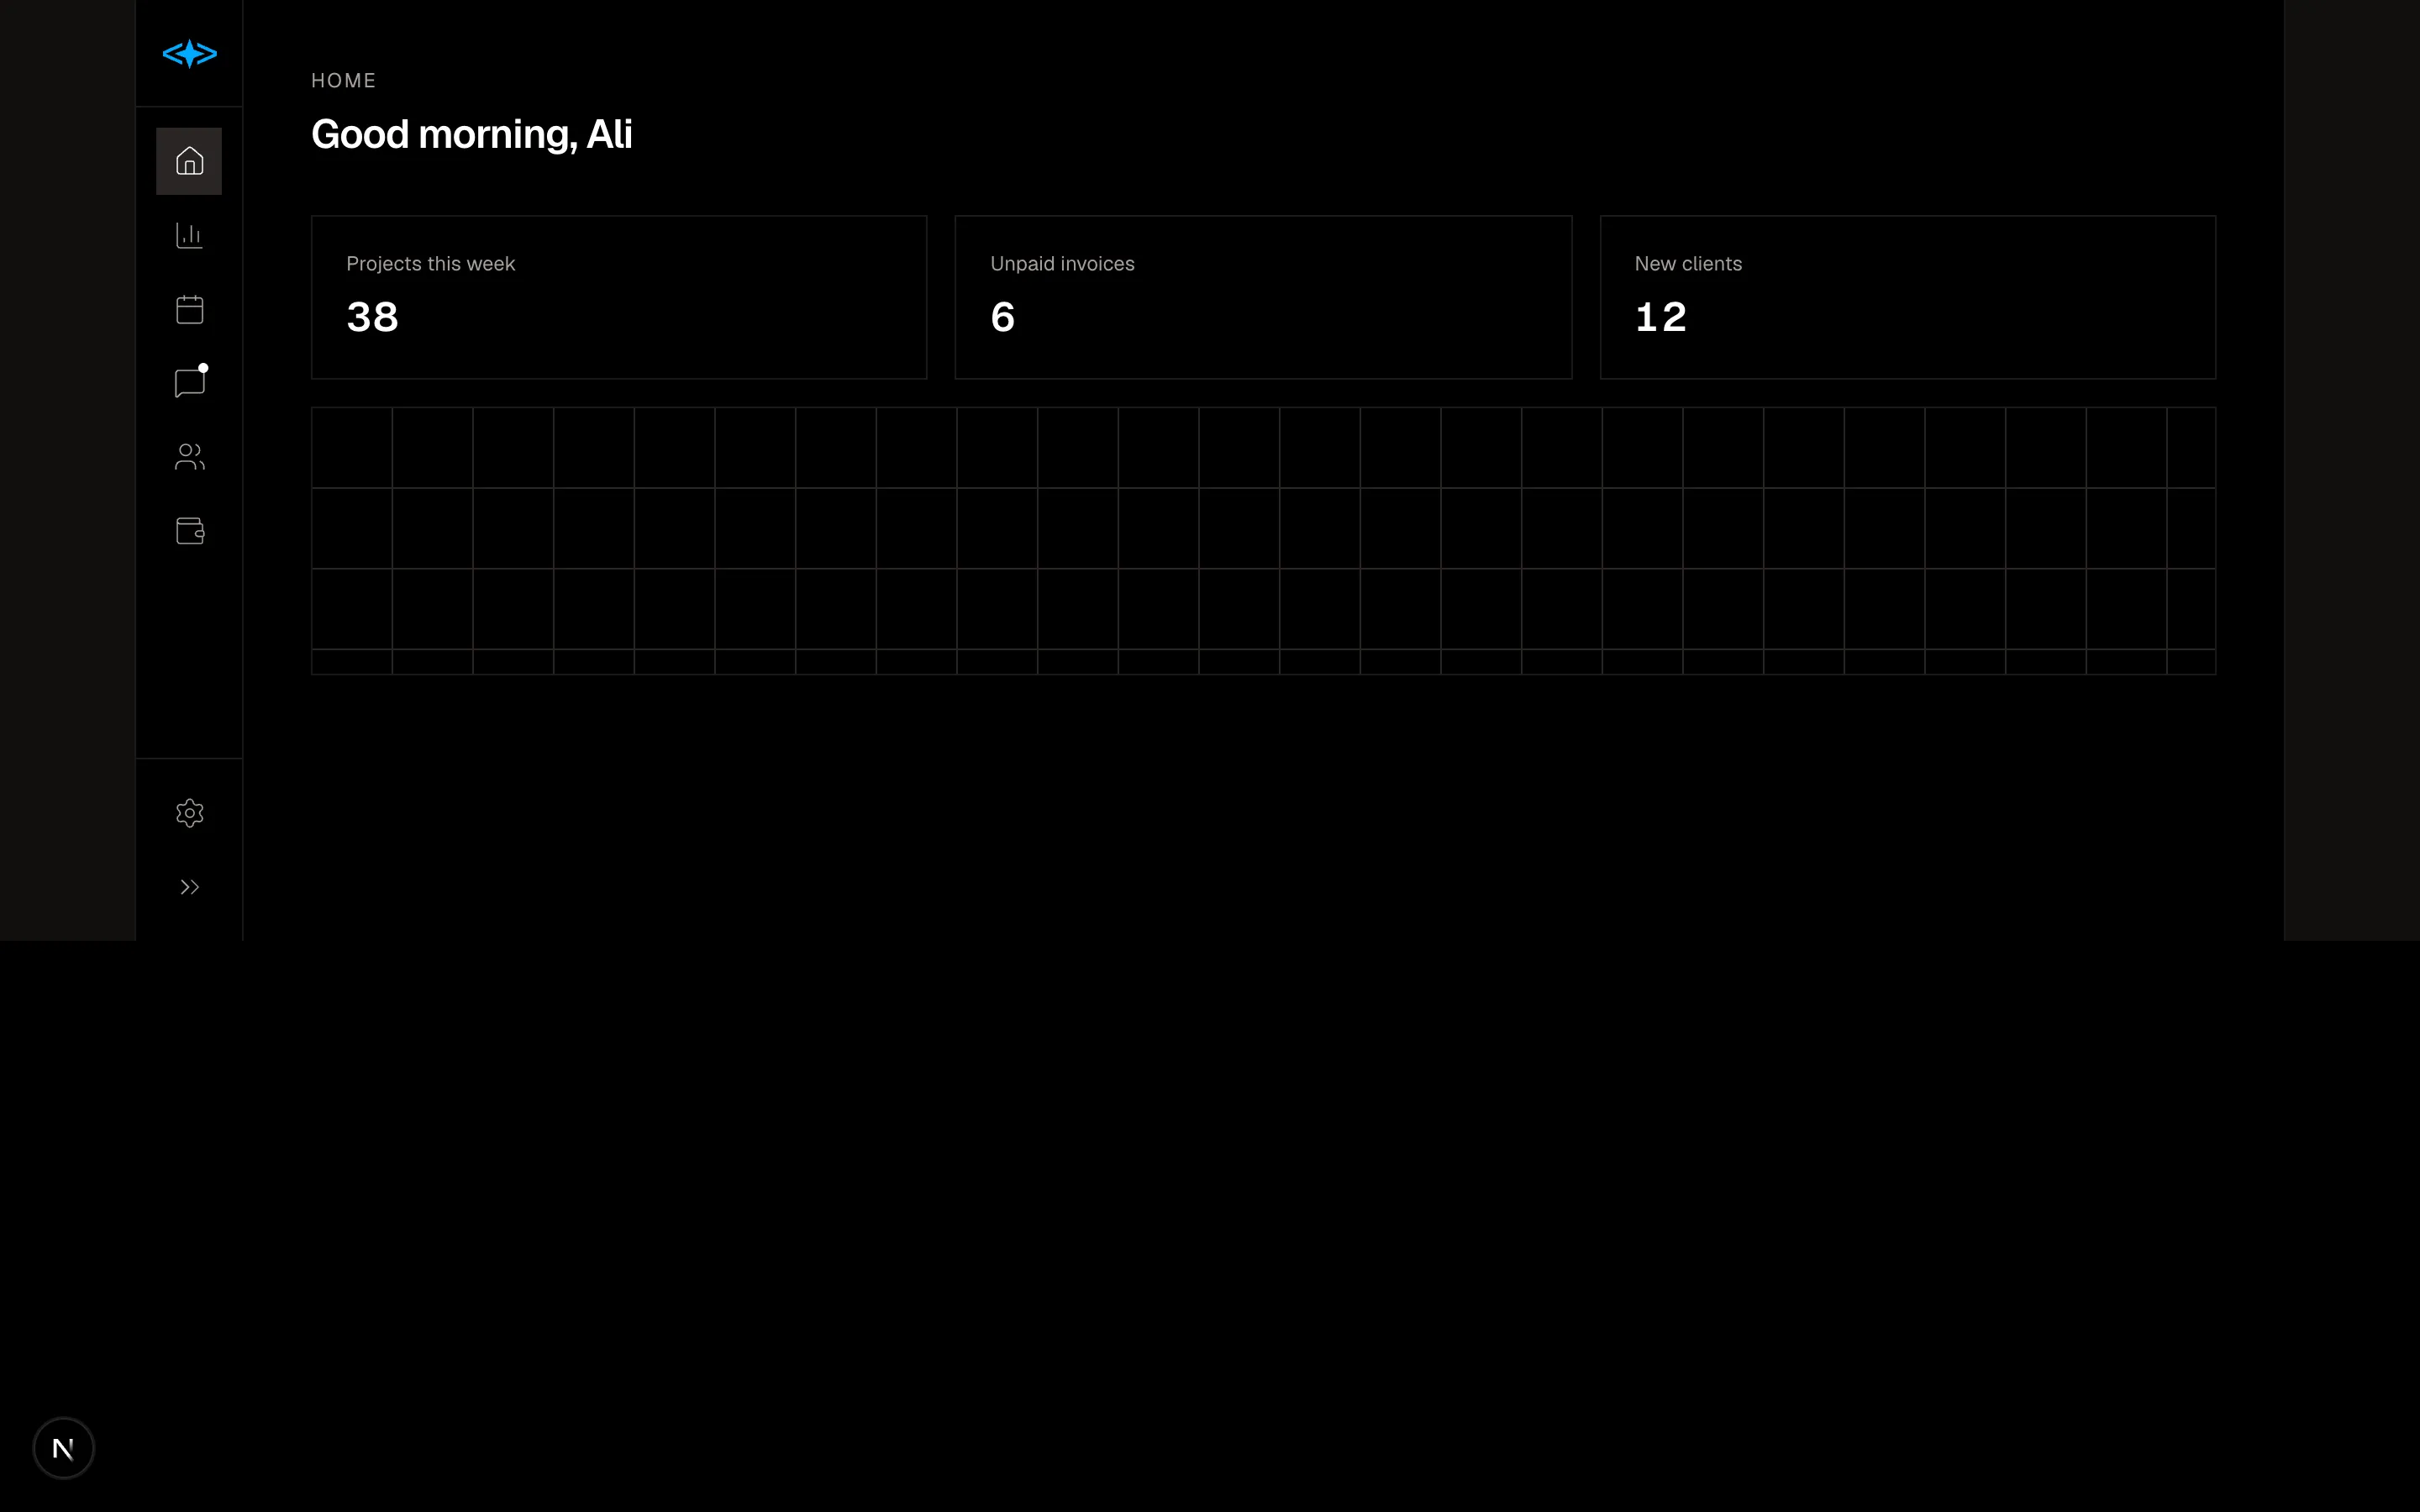 HOME
Good morning, Ali
Projects this week
38
Unpaid invoices
6
New clients
12
N